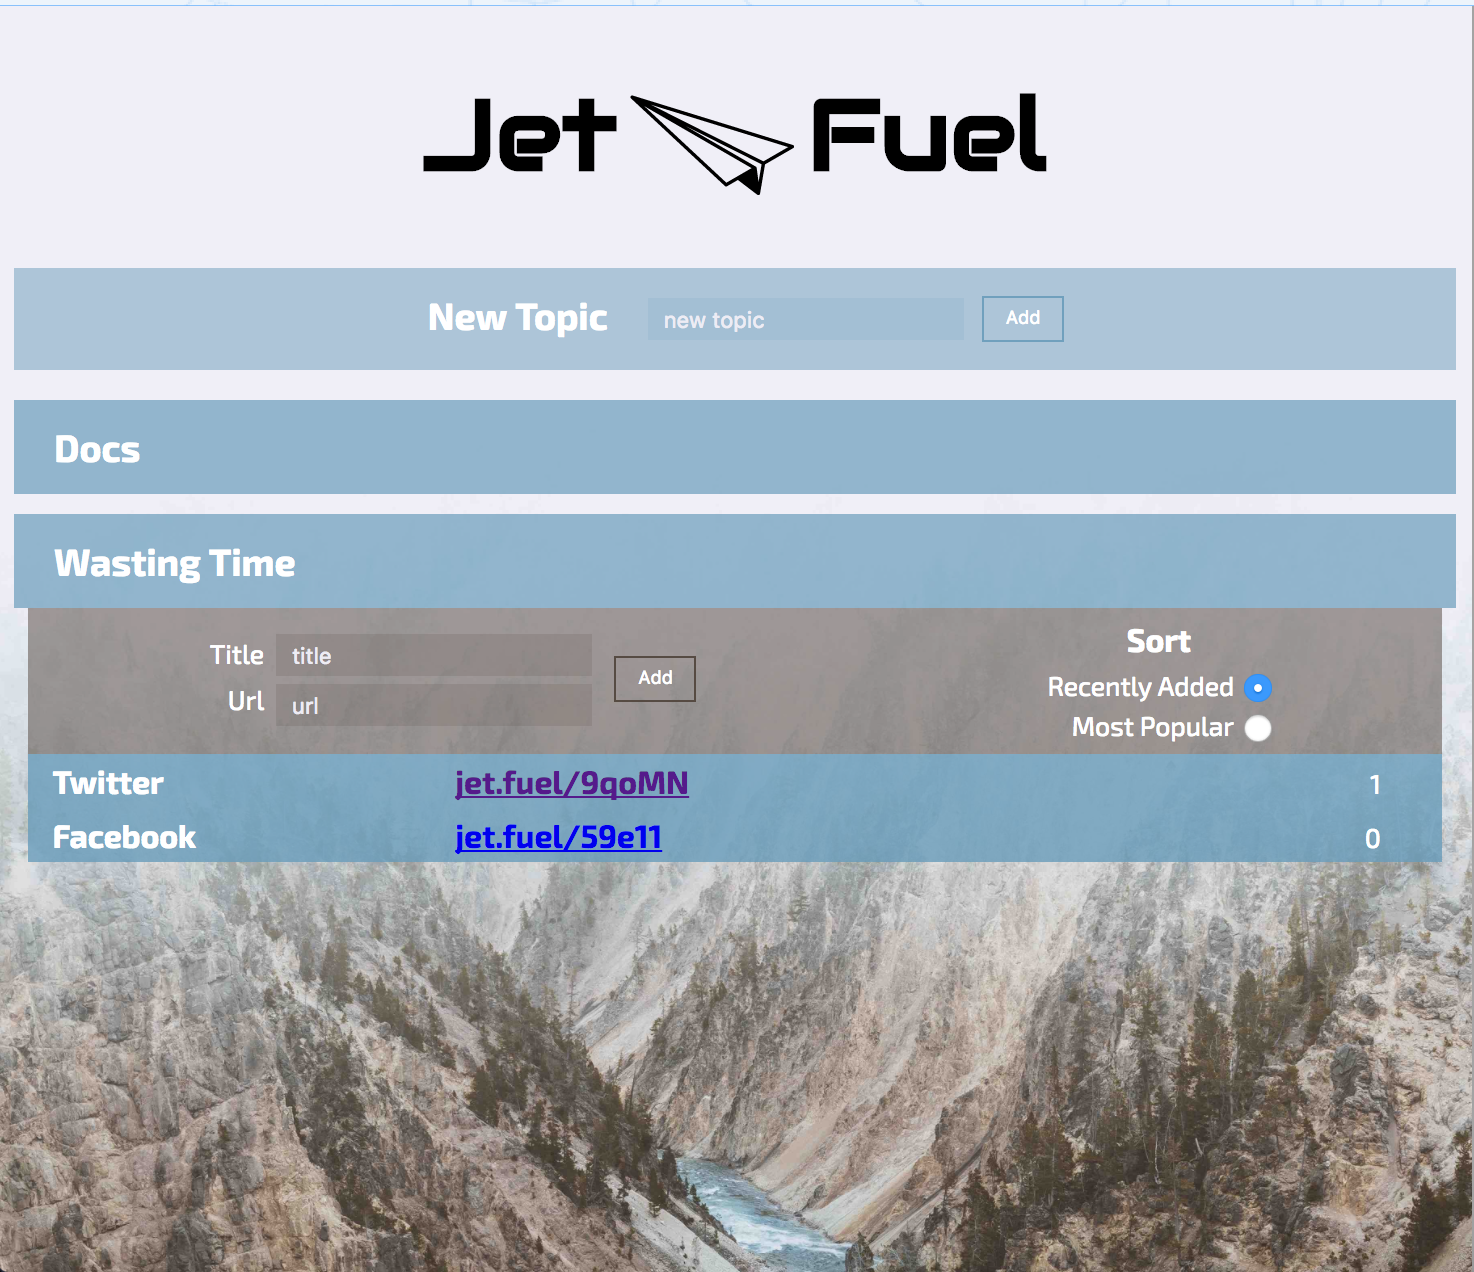 Jet Fuel
New Topic new topic Add
Docs
Wasting Time
Title title
Url url
Add
Sort
Recently Added
Most Popular
Twitter jet.fuel/9qoMN 1
Facebook jet.fuel/59e11 0